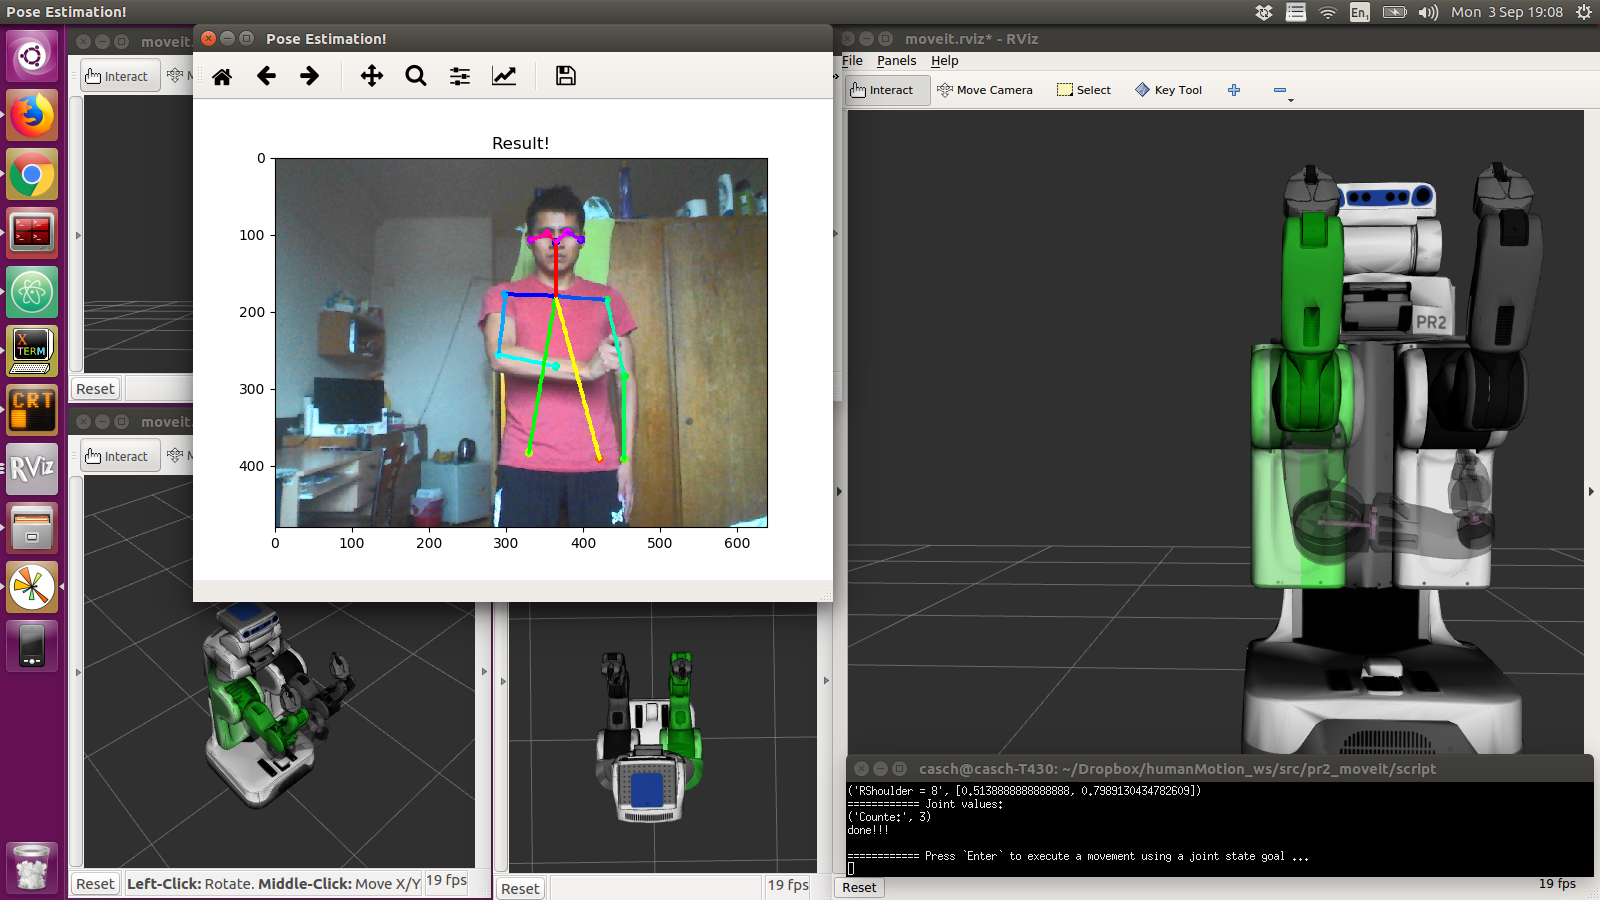 Pose Estimation!
En1
Mon 3 Sep 19:08
moveit
Pose Estimation!
moveit.rviz* - RViz
File Panels Help
Interact
M
Interact
Move Camera
Select
Key Tool
Result!
0
100
200
300
400
0
100
200
300
400
500
600
PR2
X
TERM
CRT
RViz
Reset
moveit
Interact
M
Reset
Left-Click: Rotate. Middle-Click: Move X/Y
19 fps
Reset
19 fps
casch@casch-T430: ~/Dropbox/humanMotion_ws/src/pr2_moveit/script
('RShoulder = 8', [0.5138888888888888, 0.7989130434782609])
============ Joint values:
('Counte:', 3)
done!!!
============ Press `Enter` to execute a movement using a joint state goal ...
Reset
19 fps